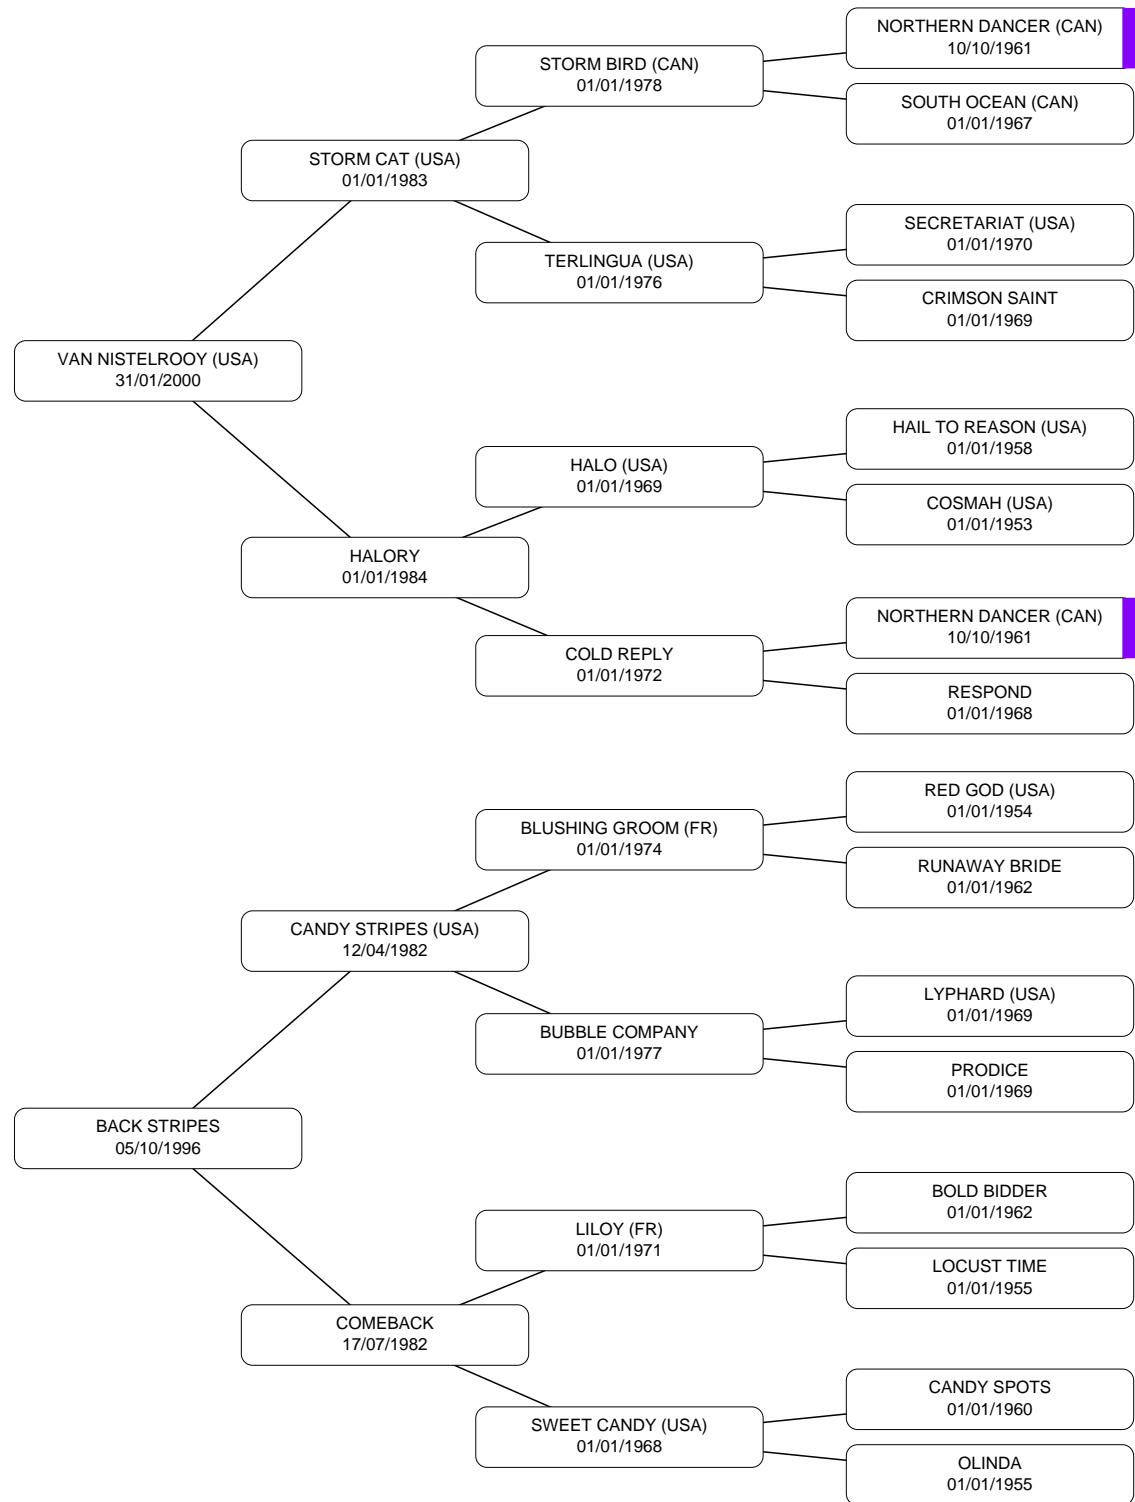 NORTHERN DANCER (CAN)
10/10/1961
STORM BIRD (CAN)
01/01/1978
SOUTH OCEAN (CAN)
01/01/1967
STORM CAT (USA)
01/01/1983
SECRETARIAT (USA)
01/01/1970
TERLINGUA (USA)
01/01/1976
CRIMSON SAINT
01/01/1969
VAN NISTELROOY (USA)
31/01/2000
HAIL TO REASON (USA)
01/01/1958
HALO (USA)
01/01/1969
COSMAH (USA)
01/01/1953
HALORY
01/01/1984
NORTHERN DANCER (CAN)
10/10/1961
COLD REPLY
01/01/1972
RESPOND
01/01/1968
RED GOD (USA)
01/01/1954
BLUSHING GROOM (FR)
01/01/1974
RUNAWAY BRIDE
01/01/1962
CANDY STRIPES (USA)
12/04/1982
LYPHARD (USA)
01/01/1969
BUBBLE COMPANY
01/01/1977
PRODICE
01/01/1969
BACK STRIPES
05/10/1996
BOLD BIDDER
01/01/1962
LILOY (FR)
01/01/1971
LOCUST TIME
01/01/1955
COMEBACK
17/07/1982
CANDY SPOTS
01/01/1960
SWEET CANDY (USA)
01/01/1968
OLINDA
01/01/1955